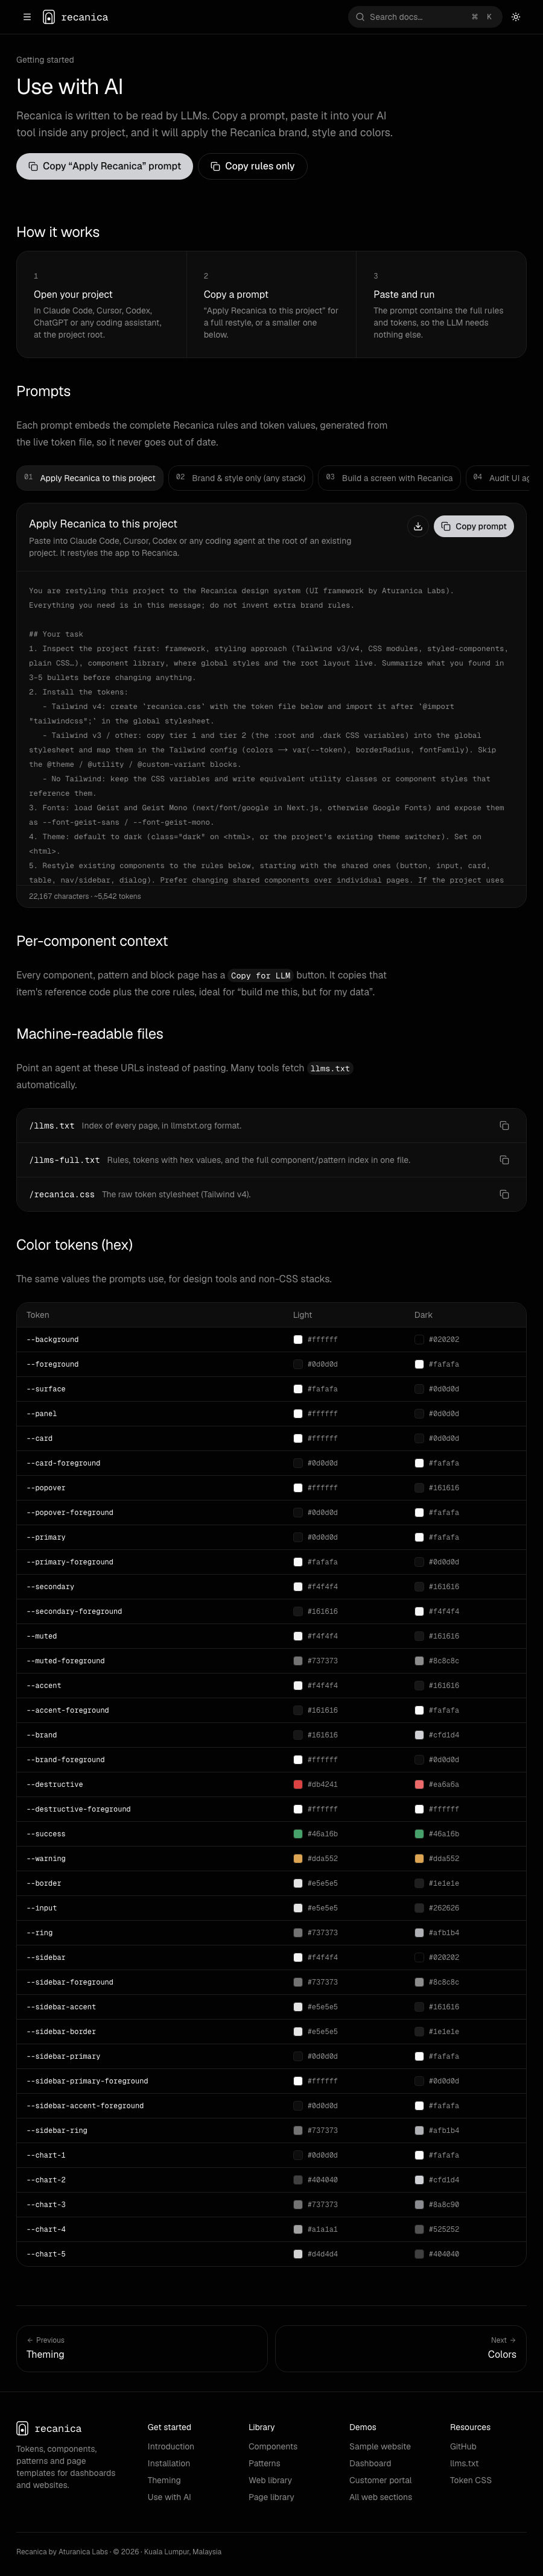 recanica
Search docs...
⌘ K
Getting started
Use with AI
Recanica is written to be read by LLMs. Copy a prompt, paste it into your AI
tool inside any project, and it will apply the Recanica brand, style and colors.
Copy “Apply Recanica” prompt
Copy rules only
How it works
1
Open your project
In Claude Code, Cursor, Codex,
ChatGPT or any coding assistant,
at the project root.
2
Copy a prompt
"Apply Recanica to this project" for
a full restyle, or a smaller one
below.
3
Paste and run
The prompt contains the full rules
and tokens, so the LLM needs
nothing else.
Prompts
Each prompt embeds the complete Recanica rules and token values, generated from
the live token file, so it never goes out of date.
01 Apply Recanica to this project
02 Brand & style only (any stack)
03 Build a screen with Recanica
04 Audit UI ag
Apply Recanica to this project
Paste into Claude Code, Cursor, Codex or any coding agent at the root of an existing
project. It restyles the app to Recanica.
Copy prompt
You are restyling this project to the Recanica design system (UI framework by Aturanica Labs).
Everything you need is in this message; do not invent extra brand rules.
## Your task
1. Inspect the project first: framework, styling approach (Tailwind v3/v4, CSS modules, styled-components,
plain CSS…), component library, where global styles and the root layout live. Summarize what you found in
3-5 bullets before changing anything.
2. Install the tokens:
- Tailwind v4: create `recanica.css` with the token file below and import it after `@import
"tailwindcss";` in the global stylesheet.
- Tailwind v3 / other: copy tier 1 and tier 2 (the :root and .dark CSS variables) into the global
stylesheet and map them in the Tailwind config (colors → var(--token), borderRadius, fontFamily). Skip
the @theme / @utility / @custom-variant blocks.
- No Tailwind: keep the CSS variables and write equivalent utility classes or component styles that
reference them.
3. Fonts: load Geist and Geist Mono (next/font/google in Next.js, otherwise Google Fonts) and expose them
as --font-geist-sans / --font-geist-mono.
4. Theme: default to dark (class="dark" on <html>, or the project's existing theme switcher). Set on
<html>.
5. Restyle existing components to the rules below, starting with the shared ones (button, input, card,
table, nav/sidebar, dialog). Prefer changing shared components over individual pages. If the project uses
22,167 characters · ~5,542 tokens
Per-component context
Every component, pattern and block page has a Copy for LLM button. It copies that
item's reference code plus the core rules, ideal for “build me this, but for my data”.
Machine-readable files
Point an agent at these URLs instead of pasting. Many tools fetch llms.txt
automatically.
/llms.txt Index of every page, in llmstxt.org format.
/llms-full.txt Rules, tokens with hex values, and the full component/pattern index in one file.
/recanica.css The raw token stylesheet (Tailwind v4).
Color tokens (hex)
The same values the prompts use, for design tools and non-CSS stacks.
Token Light Dark
--background #ffffff #020202
--foreground #0d0d0d #fafafa
--surface #fafafa #0d0d0d
--panel #ffffff #0d0d0d
--card #ffffff #0d0d0d
--card-foreground #0d0d0d #fafafa
--popover #ffffff #161616
--popover-foreground #0d0d0d #fafafa
--primary #0d0d0d #fafafa
--primary-foreground #fafafa #0d0d0d
--secondary #f4f4f4 #161616
--secondary-foreground #161616 #f4f4f4
--muted #f4f4f4 #161616
--muted-foreground #737373 #8c8c8c
--accent #f4f4f4 #161616
--accent-foreground #161616 #fafafa
--brand #161616 #cfd1d4
--brand-foreground #ffffff #0d0d0d
--destructive #db4241 #ea6a6a
--destructive-foreground #ffffff #ffffff
--success #46a16b #46a16b
--warning #dda552 #dda552
--border #e5e5e5 #1e1e1e
--input #e5e5e5 #262626
--ring #737373 #afb1b4
--sidebar #f4f4f4 #020202
--sidebar-foreground #737373 #8c8c8c
--sidebar-accent #e5e5e5 #161616
--sidebar-border #e5e5e5 #1e1e1e
--sidebar-primary #0d0d0d #fafafa
--sidebar-primary-foreground #ffffff #0d0d0d
--sidebar-accent-foreground #0d0d0d #fafafa
--sidebar-ring #737373 #afb1b4
--chart-1 #0d0d0d #fafafa
--chart-2 #404040 #cfd1d4
--chart-3 #737373 #8a8c90
--chart-4 #a1a1a1 #525252
--chart-5 #d4d4d4 #404040
← Previous
Theming
Next →
Colors
recanica
Tokens, components,
patterns and page
templates for dashboards
and websites.
Get started
Introduction
Installation
Theming
Use with AI
Library
Components
Patterns
Web library
Page library
Demos
Sample website
Dashboard
Customer portal
All web sections
Resources
GitHub
llms.txt
Token CSS
Recanica by Aturanica Labs · © 2026 · Kuala Lumpur, Malaysia